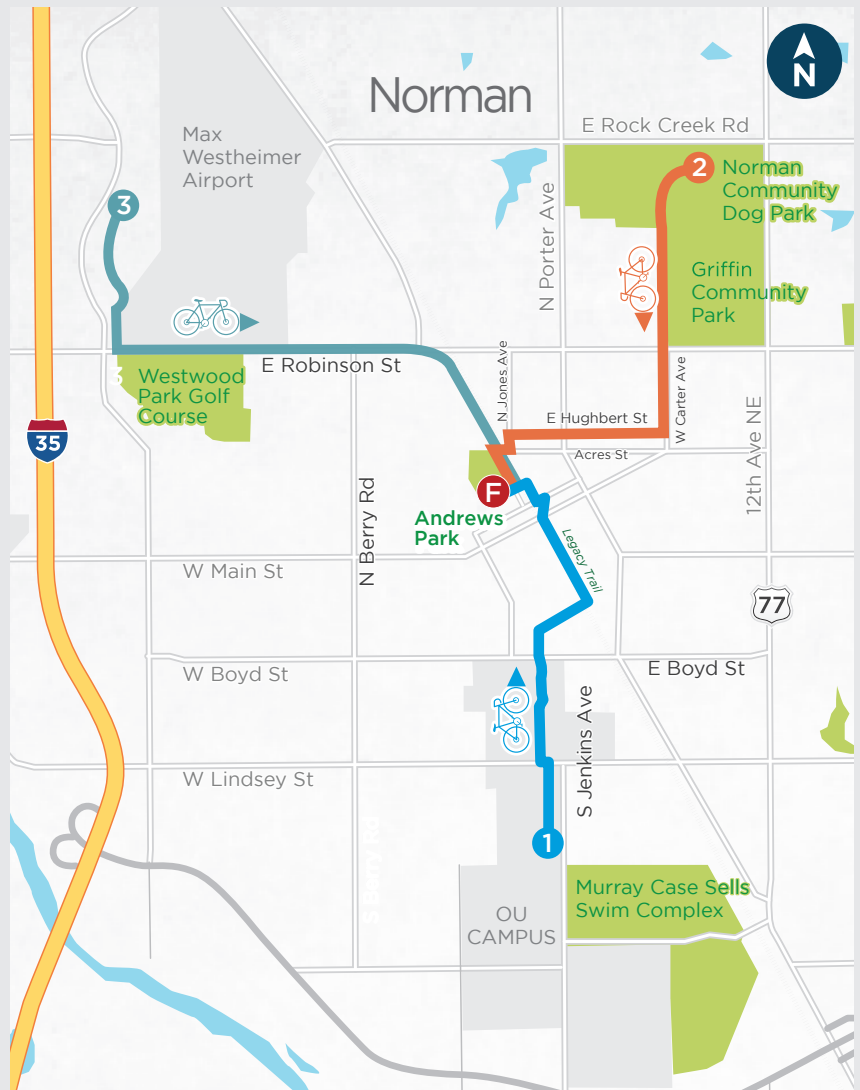 Norman
N
E Rock Creek Rd
Max
Westheimer
Airport
2
Norman
Community
Dog Park
3
N Porter Ave
Griffin
Community
Park
E Robinson St
N Jones Ave
W Carter Ave
3
Westwood
Park Golf
Course
E Hughbert St
12th Ave NE
35
Acres St
F
N Berry Rd
Andrews
Park
Legacy Trail
W Main St
77
W Boyd St
E Boyd St
S Jenkins Ave
W Lindsey St
S Berry Rd
1
Murray Case Sells
Swim Complex
OU
CAMPUS